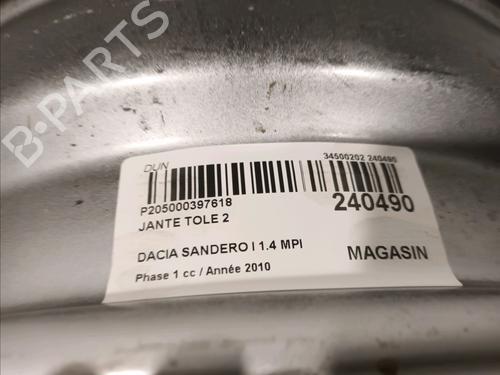 B-PARTS
DUN
34500202 240490
P205000397618
240490
JANTE TOLE 2
DACIA SANDERO I 1.4 MPI
MAGASIN
Phase 1 cc / Année 2010